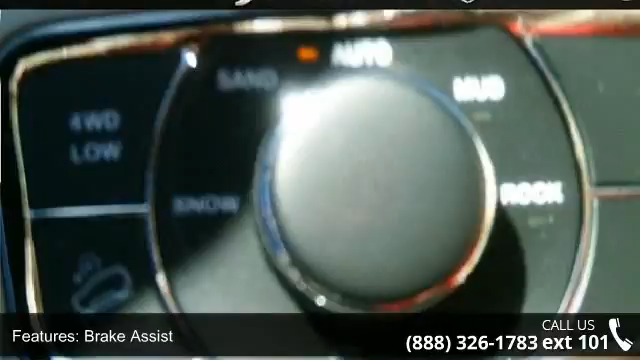 AUTO
SAND
MUD
4WD
LOW
SNOW
ROCK
Features: Brake Assist
CALL US
(888) 326-1783 ext 101